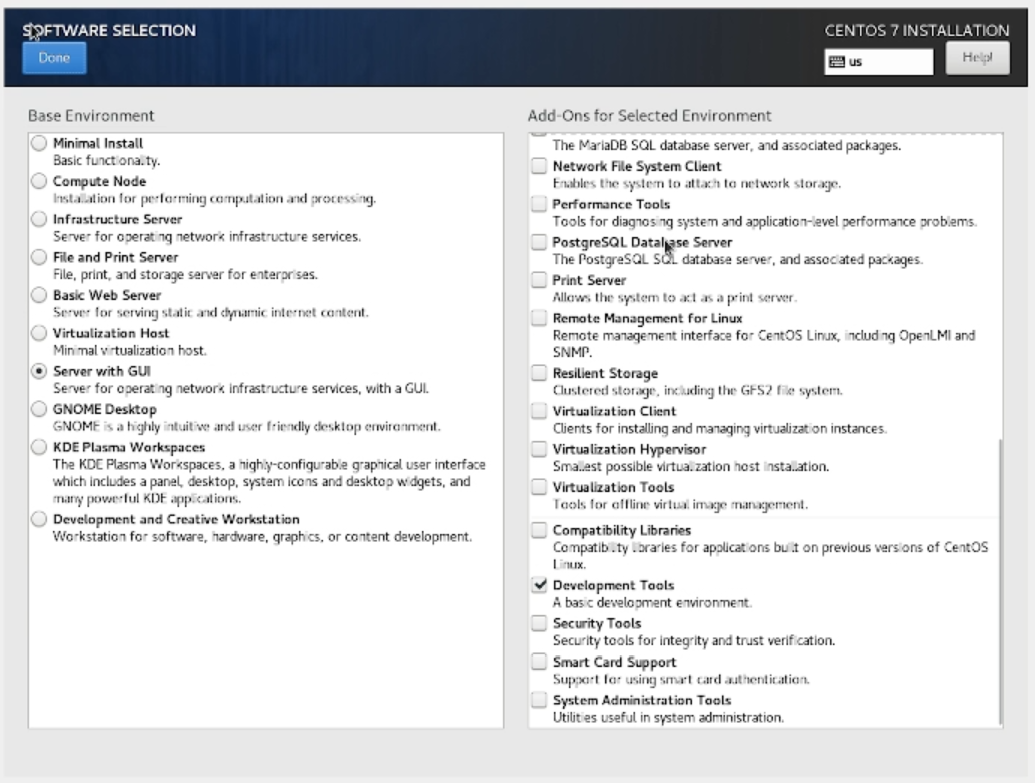 SOFTWARE SELECTION
Done
CENTOS 7 INSTALLATION
us
Help!
Base Environment
Minimal Install
Basic functionality.
Compute Node
Installation for performing computation and processing.
Infrastructure Server
Server for operating network infrastructure services.
File and Print Server
File, print, and storage server for enterprises.
Basic Web Server
Server for serving static and dynamic internet content.
Virtualization Host
Minimal virtualization host.
Server with GUI
Server for operating network infrastructure services, with a GUI.
GNOME Desktop
GNOME is a highly intuitive and user friendly desktop environment.
KDE Plasma Workspaces
The KDE Plasma Workspaces, a highly-configurable graphical user interface
which includes a panel, desktop, system icons and desktop widgets, and
many powerful KDE applications.
Development and Creative Workstation
Workstation for software, hardware, graphics, or content development.
Add-Ons for Selected Environment
The MariaDB SQL database server, and associated packages.
Network File System Client
Enables the system to attach to network storage.
Performance Tools
Tools for diagnosing system and application-level performance problems.
PostgreSQL Database Server
The PostgreSQL SQL database server, and associated packages.
Print Server
Allows the system to act as a print server.
Remote Management for Linux
Remote management interface for CentOS Linux, including OpenLMI and
SNMP.
Resilient Storage
Clustered storage, including the GFS2 file system.
Virtualization Client
Clients for installing and managing virtualization instances.
Virtualization Hypervisor
Smallest possible virtualization host installation.
Virtualization Tools
Tools for offline virtual image management.
Compatibility Libraries
Compatibility libraries for applications built on previous versions of CentOS
Linux.
Development Tools
A basic development environment.
Security Tools
Security tools for integrity and trust verification.
Smart Card Support
Support for using smart card authentication.
System Administration Tools
Utilities useful in system administration.